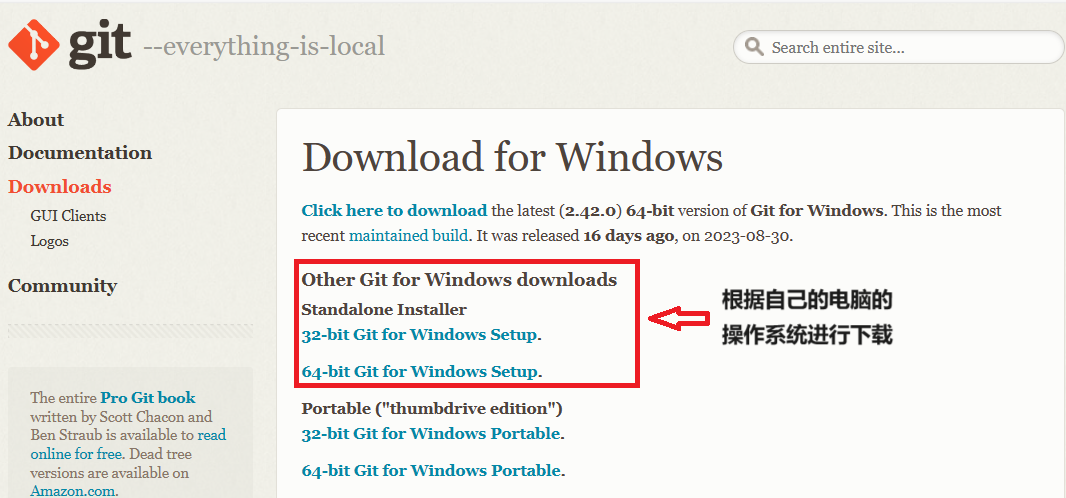 git --everything-is-local
Search entire site...
About
Documentation
Downloads
GUI Clients
Logos
Community
The entire Pro Git book
written by Scott Chacon and
Ben Straub is available to read
online for free. Dead tree
versions are available on
Amazon.com.
Download for Windows
Click here to download the latest (2.42.0) 64-bit version of Git for Windows. This is the most
recent maintained build. It was released 16 days ago, on 2023-08-30.
Other Git for Windows downloads
Standalone Installer
32-bit Git for Windows Setup.
64-bit Git for Windows Setup.
根据自己的电脑的
操作系统进行下载
Portable ("thumbdrive edition")
32-bit Git for Windows Portable.
64-bit Git for Windows Portable.